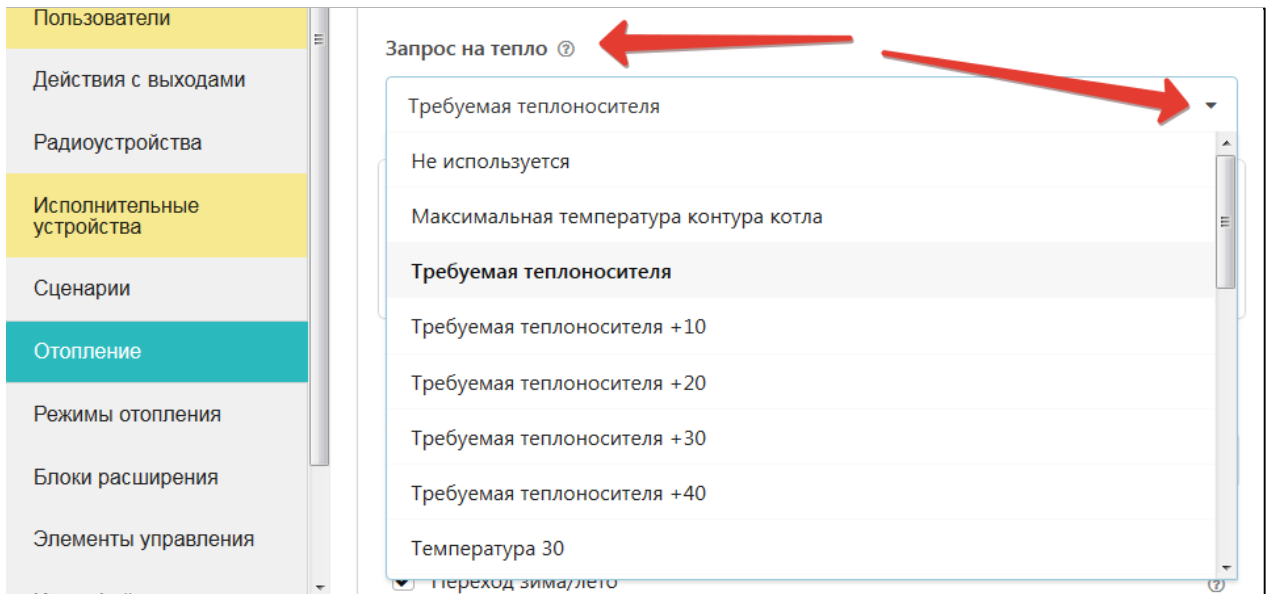 Пользователи
Действия с выходами
Радиоустройства
Исполнительные
устройства
Сценарии
Отопление
Режимы отопления
Блоки расширения
Элементы управления
Запрос на тепло
Требуемая теплоносителя
Не используется
Максимальная температура контура котла
Требуемая теплоносителя
Требуемая теплоносителя +10
Требуемая теплоносителя +20
Требуемая теплоносителя +30
Требуемая теплоносителя +40
Температура 30
Переход зима/лето